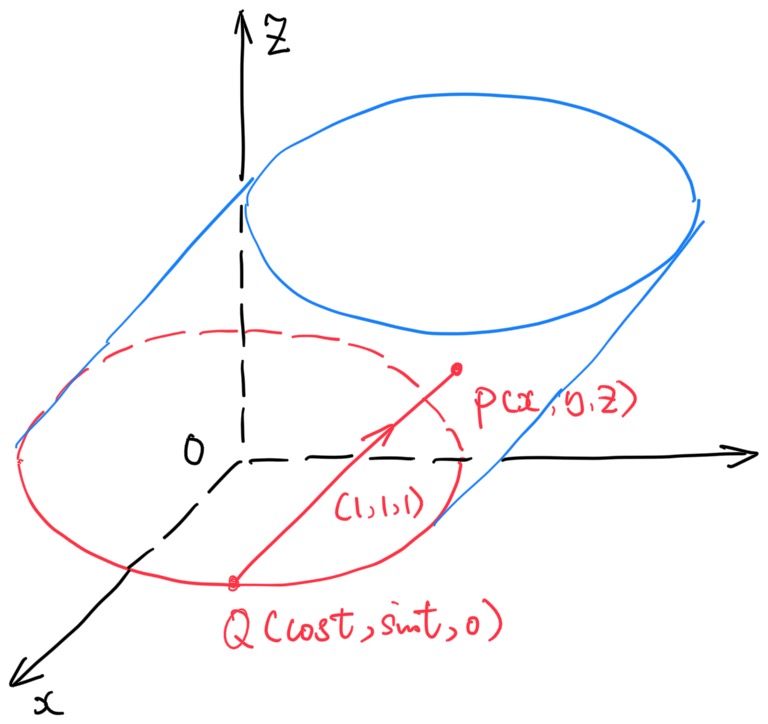 Z
P(x,y,z)
O
(1,1,1)
Q(cost,sint,0)
x